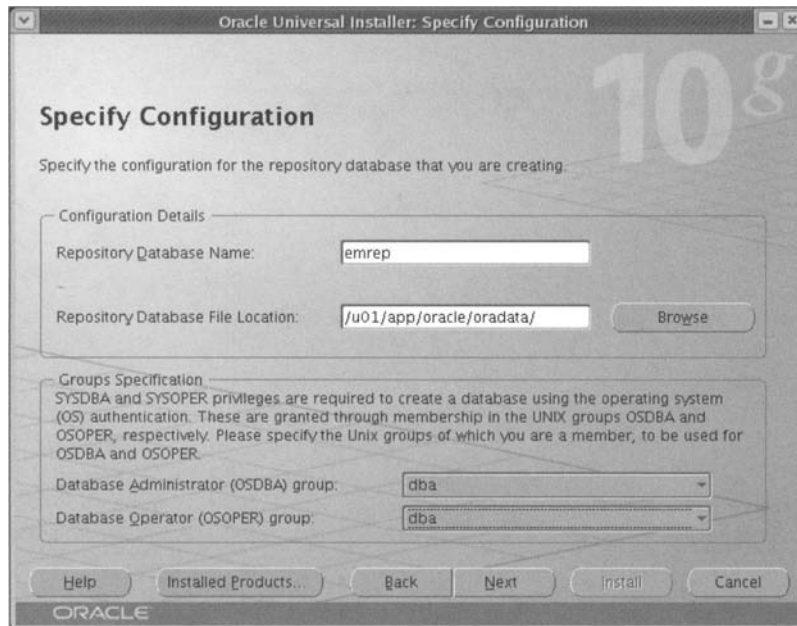 Oracle Universal Installer: Specify Configuration
10g
Specify Configuration
Specify the configuration for the repository database that you are creating.
Configuration Details
Repository Database Name:
emrep
Repository Database File Location:
/u01/app/oracle/oradata/
Browse
Groups Specification
SYSDBA and SYSOPER privileges are required to create a database using the operating system
(OS) authentication. These are granted through membership in the UNIX groups OSDBA and
OSOPER, respectively. Please specify the Unix groups of which you are a member, to be used for
OSDBA and OSOPER.
Database Administrator (OSDBA) group:
dba
Database Operator (OSOPER) group:
dba
Help
Installed Products...
Back
Next
Install
Cancel
ORACLE